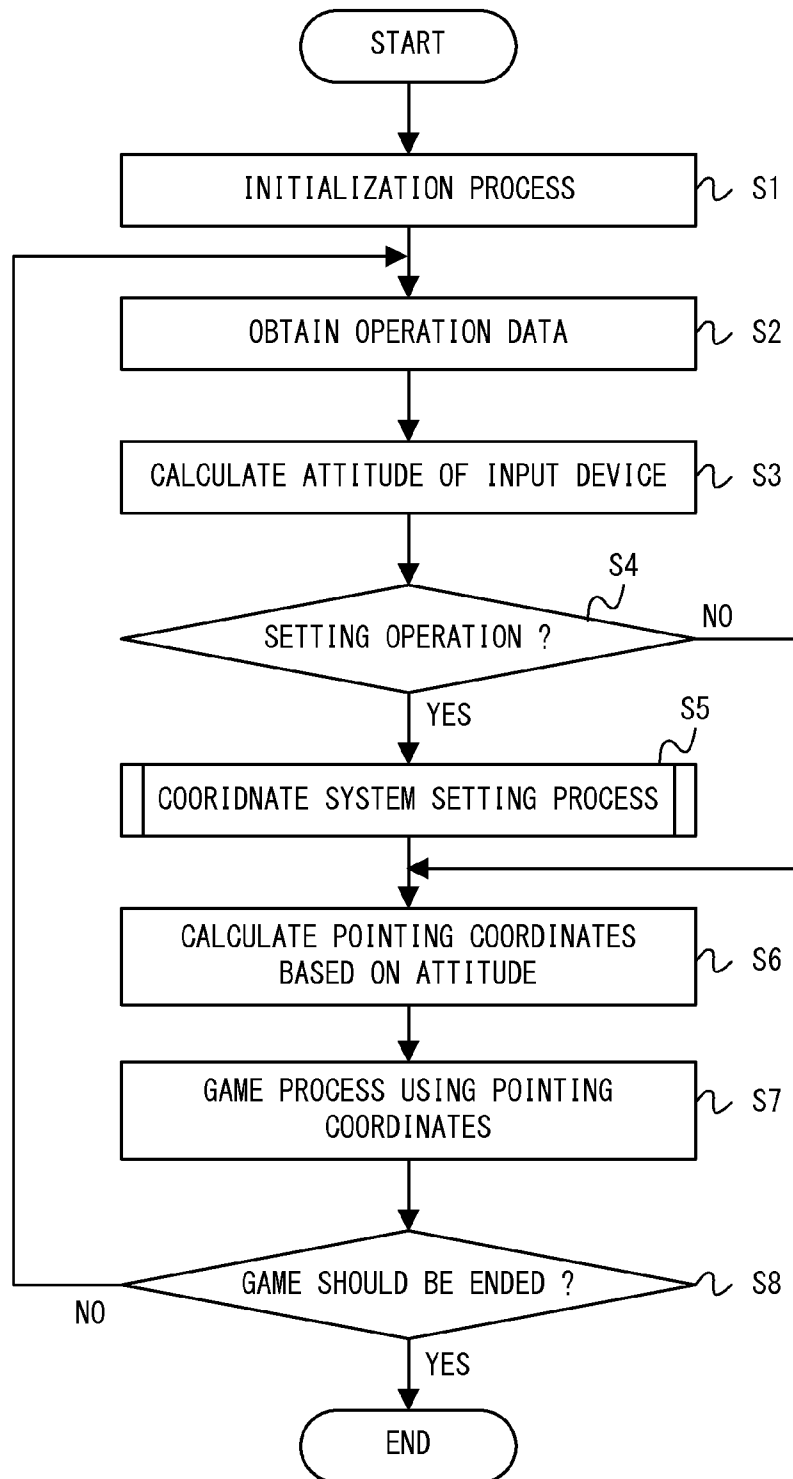 START
INITIALIZATION PROCESS
S1
OBTAIN OPERATION DATA
S2
CALCULATE ATTITUDE OF INPUT DEVICE
S3
S4
SETTING OPERATION ?
NO
YES
S5
COORIDNATE SYSTEM SETTING PROCESS
CALCULATE POINTING COORDINATES
BASED ON ATTITUDE
S6
GAME PROCESS USING POINTING
COORDINATES
S7
GAME SHOULD BE ENDED ?
S8
NO
YES
END